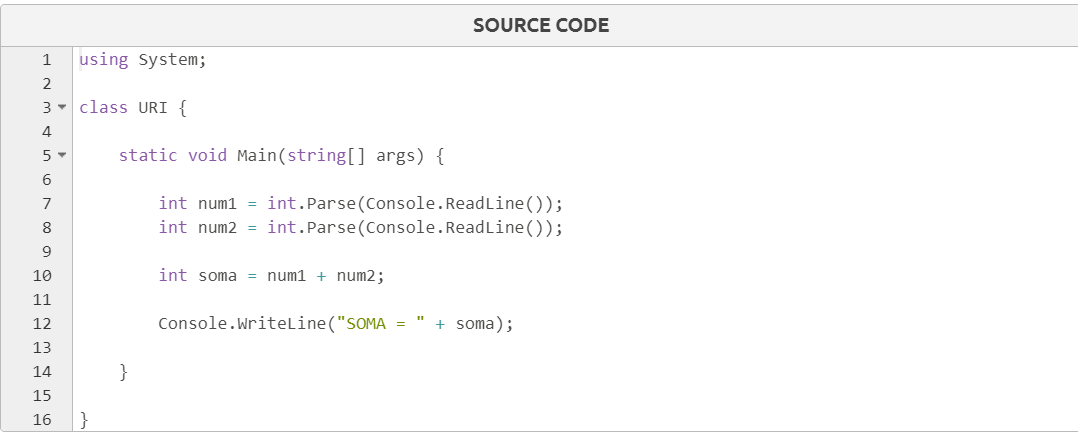 SOURCE CODE
1 using System;
2
3 class URI {
4
5     static void Main(string[] args) {
6
7         int num1 = int.Parse(Console.ReadLine());
8         int num2 = int.Parse(Console.ReadLine());
9
10         int soma = num1 + num2;
11
12         Console.WriteLine("SOMA = " + soma);
13
14     }
15
16 }